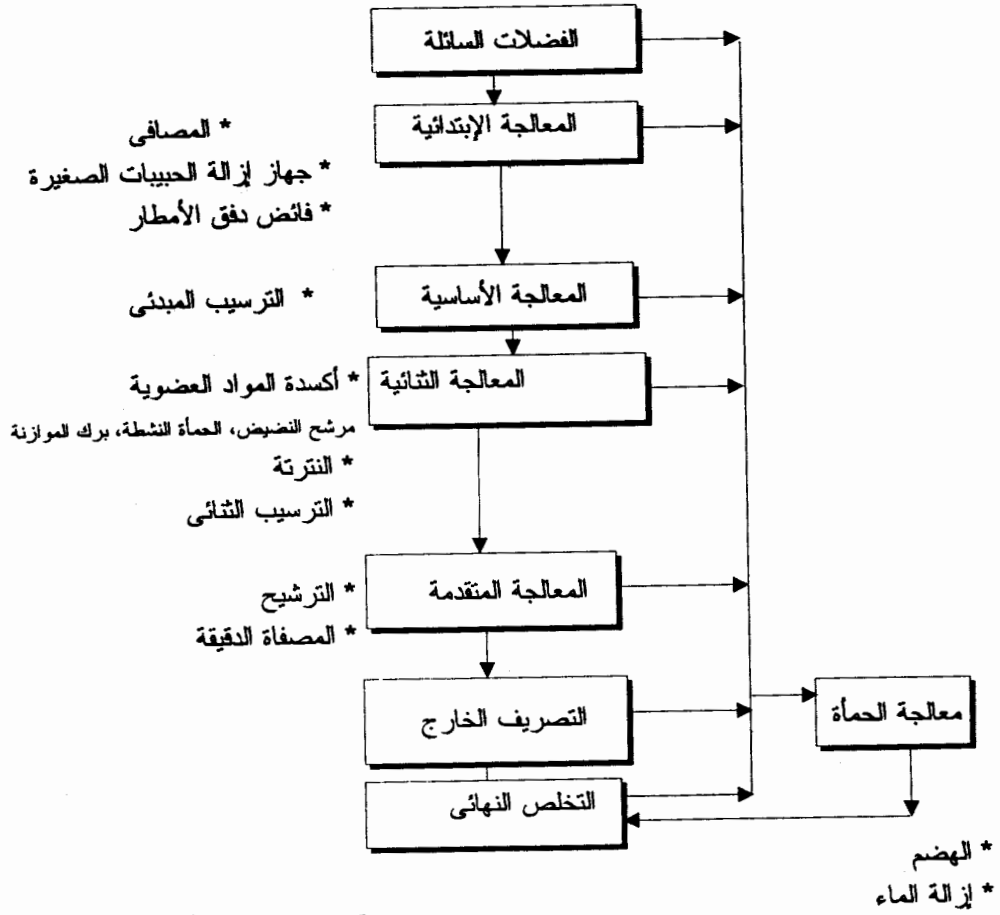 الفضلات السائلة
المعالجة الإبتدائية
* المصافى
* جهاز إزالة الحبيبات الصغيرة
* فائض دفق الأمطار
المعالجة الأساسية
* الترسيب المبدئى
المعالجة الثنائية
* أكسدة المواد العضوية
مرشح النضيض، الحمأة النشطة، برك الموازنة
* النترتة
* الترسيب الثنائى
المعالجة المتقدمة
* الترشيح
* المصفاة الدقيقة
التصريف الخارج
معالجة الحمأة
التخلص النهائى
* الهضم
* إزالة الماء